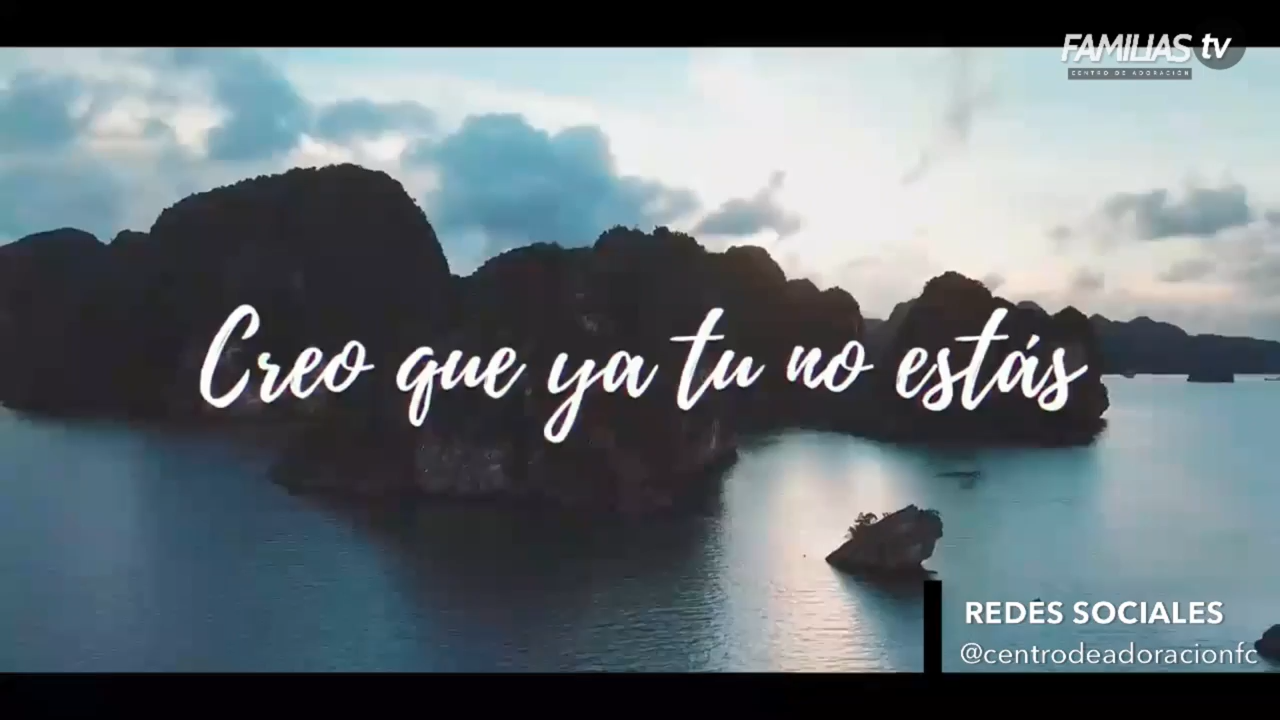 FAMILIAS tv
CENTRO DE ADORACIÓN
Creo que ya tu no estás
REDES SOCIALES
@centrodeadoracionfc